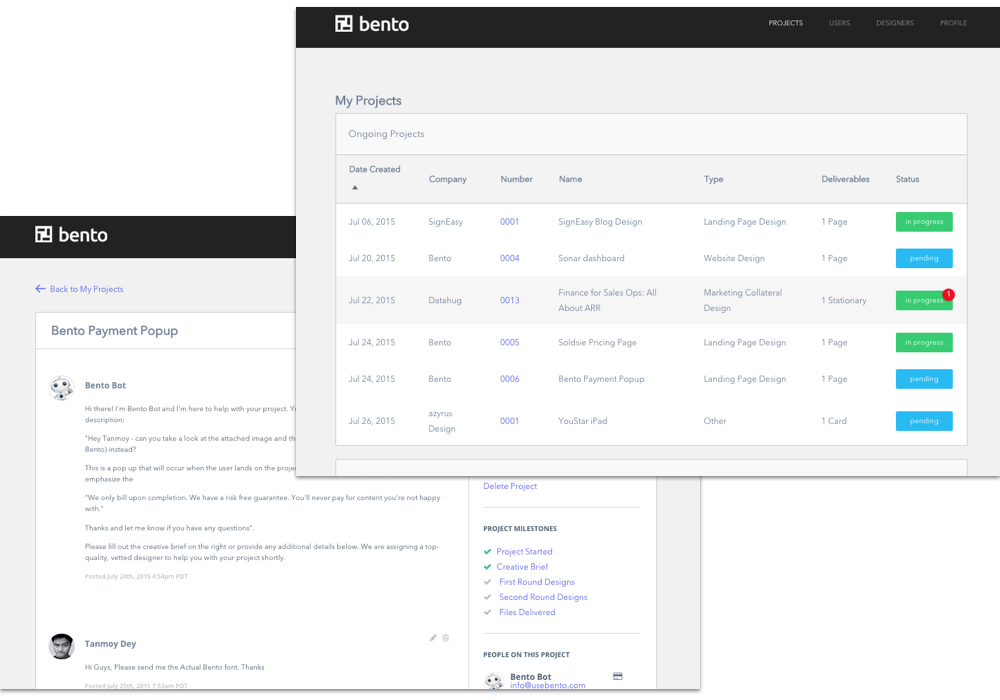 bento
PROJECTS USERS DESIGNERS PROFILE
My Projects
Ongoing Projects
Date Created Company Number Name Type Deliverables Status
Jul 06, 2015 SignEasy 0001 SignEasy Blog Design Landing Page Design 1 Page in progress
Jul 20, 2015 Bento 0004 Sonar dashboard Website Design 1 Page pending
Jul 22, 2015 Datahug 0013 Finance for Sales Ops: All About ARR Marketing Collateral Design 1 Stationary in progress 1
Jul 24, 2015 Bento 0005 Soldsie Pricing Page Landing Page Design 1 Page in progress
Jul 24, 2015 Bento 0006 Bento Payment Popup Landing Page Design 1 Page pending
Jul 26, 2015 azyrus Design 0001 YouStar iPad Other 1 Card pending
bento
Back to My Projects
Bento Payment Popup
Bento Bot
Hi there! I'm Bento Bot and I'm here to help with your project.
description:
"Hey Tanmoy - can you take a look at the attached image and
Bento) instead?
This is a pop up that will occur when the user lands on the
emphasize the
"We only bill upon completion. We have a risk free guarantee. You'll never pay for content you're not happy
with."
Thanks and let me know if you have any questions".
Please fill out the creative brief on the right or provide any additional details below. We are assigning a top-
quality, vetted designer to help you with your project shortly.
Posted July 24th, 2015 4:54pm PDT
Tanmoy Dey
Hi Guys, Please send me the Actual Bento font. Thanks
Posted July 25th, 2015 7:53am PDT
Delete Project
PROJECT MILESTONES
Project Started
Creative Brief
First Round Designs
Second Round Designs
Files Delivered
PEOPLE ON THIS PROJECT
Bento Bot
info@usebento.com